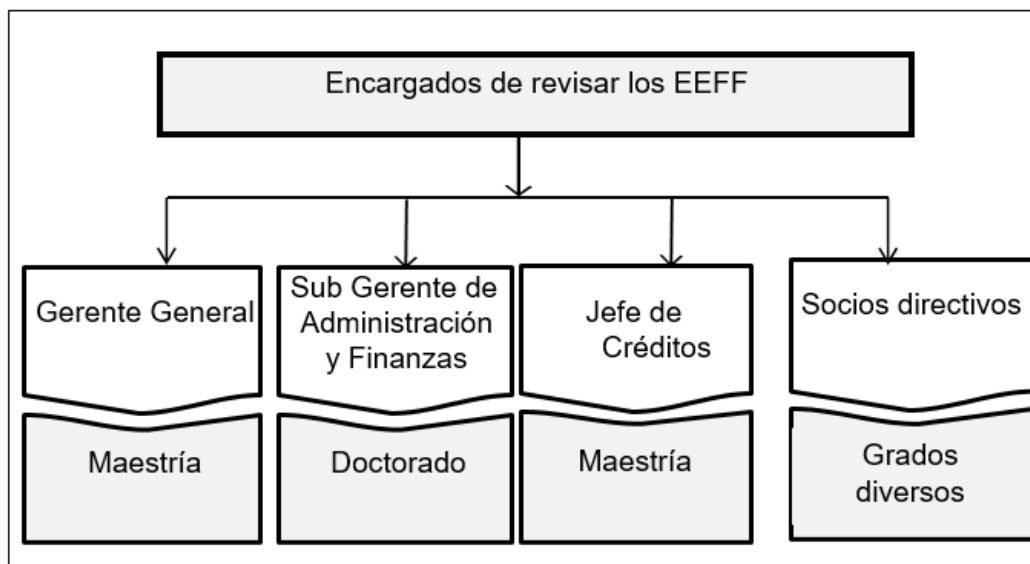 Encargados de revisar los EEFF
Gerente General
Sub Gerente de
Administración
y Finanzas
Jefe de
Créditos
Socios directivos
Maestría
Doctorado
Maestría
Grados
diversos